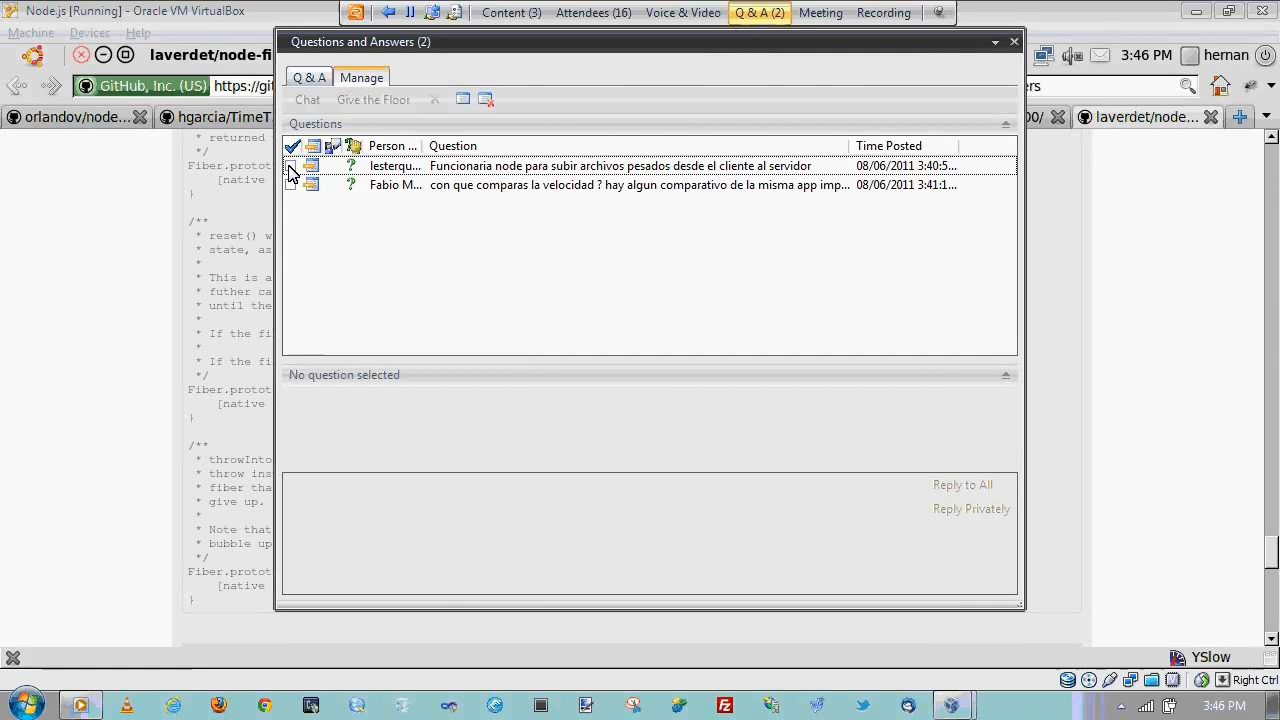 Node.js [Running] - Oracle VM VirtualBox
Content (3) Attendees (16) Voice & Video Q & A (2) Meeting Recording
Machine Devices Help
Questions and Answers (2)
laverdet/node-fi
3:46 PM hernan
Q & A Manage
GitHub, Inc. (US) https://gi
ers
Chat Give the Floor
orlandov/node... hgarcia/TimeT
00/ laverdet/node...
Questions
* returned
*/
Person ... Question Time Posted
Fiber.protot
lesterqu... Funcionaria node para subir archivos pesados desde el cliente al servidor 08/06/2011 3:40:5...
[native
Fabio M... con que comparas la velocidad ? hay algun comparativo de la misma app imp... 08/06/2011 3:41:1...
}
/**
* reset() w
* state, as
*
* This is a
* futher ca
* until the
*
* If the fi
*
* If the fi
*/
No question selected
Fiber.protot
[native
}
/**
* throwInto
* throw ins
Reply to All
* fiber tha
* give up.
Reply Privately
*
* Note that
* bubble up
*/
Fiber.protot
[native
}
YSlow
Right Ctrl
3:46 PM